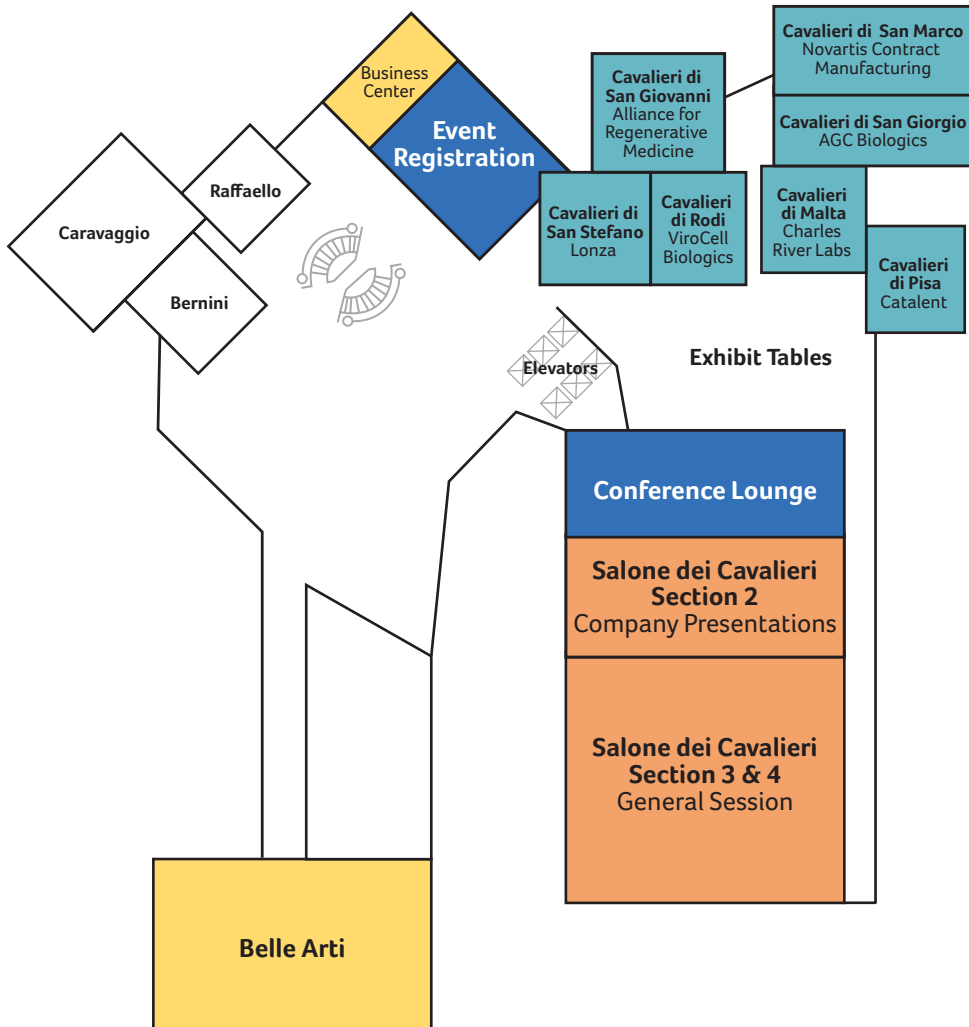 Business
Center
Event
Registration
Cavalieri di
San Giovanni
Alliance for
Regenerative
Medicine
Cavalieri di San Marco
Novartis Contract
Manufacturing
Cavalieri di San Giorgio
AGC Biologics
Raffaello
Caravaggio
Bernini
Cavalieri di
San Stefano
Lonza
Cavalieri
di Rodi
ViroCell
Biologics
Cavalieri
di Malta
Charles
River Labs
Cavalieri
di Pisa
Catalent
Elevators
Exhibit Tables
Conference Lounge
Salone dei Cavalieri
Section 2
Company Presentations
Salone dei Cavalieri
Section 3 & 4
General Session
Belle Arti